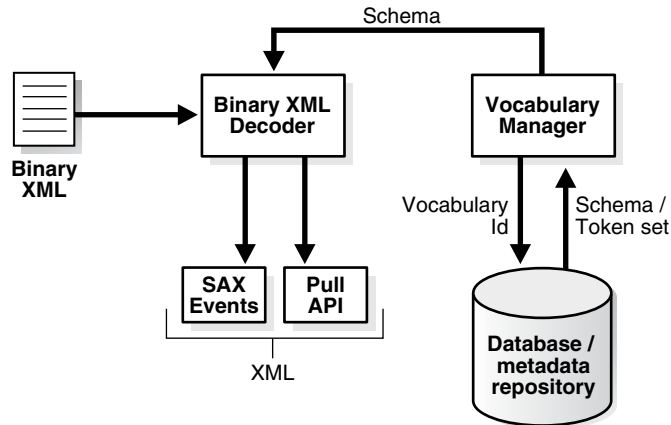 Schema
Binary XML
Decoder
Vocabulary
Manager
Binary
XML
Vocabulary
Id
Schema /
Token set
SAX
Events
Pull
API
XML
Database /
metadata
repository